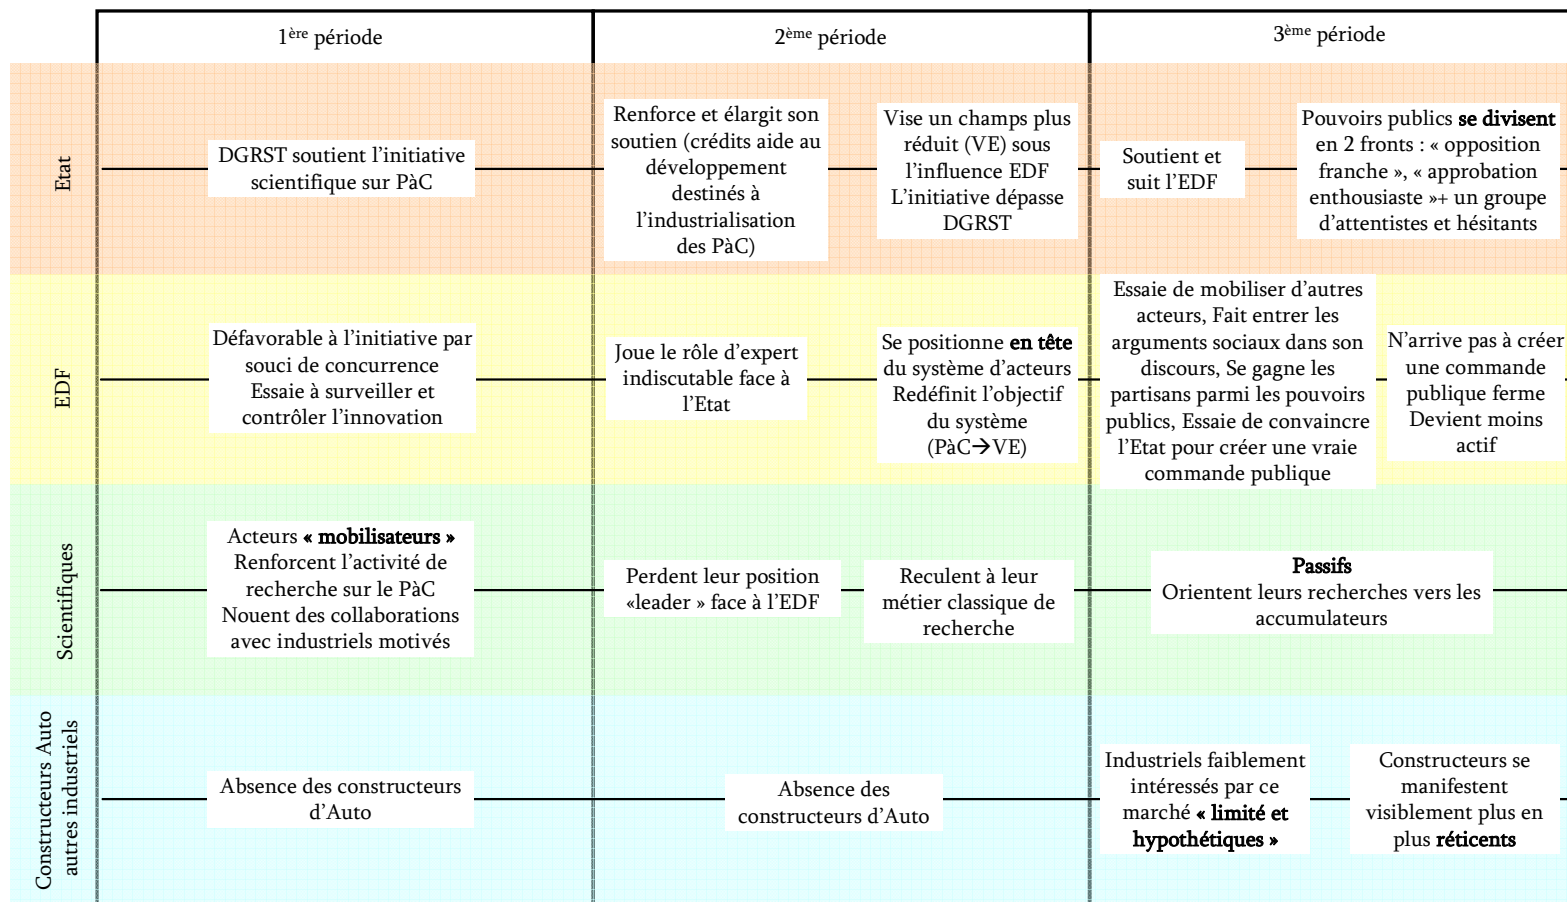 1ère période
2ème période
3ème période
Etat
DGRST soutient l'initiative
scientifique sur PàC
Renforce et élargit son
soutien (crédits aide au
développement
destinés à
l'industrialisation
des PàC)
Vise un champs plus
réduit (VE) sous
l'influence EDF
L'initiative dépasse
DGRST
Soutient et
suit l'EDF
Pouvoirs publics se divisent
en 2 fronts : « opposition
franche », « approbation
enthousiaste »+ un groupe
d'attentistes et hésitants
EDF
Défavorable à l'initiative par
souci de concurrence
Essaie à surveiller et
contrôler l'innovation
Joue le rôle d'expert
indiscutable face à
l'Etat
Se positionne en tête
du système d'acteurs
Redéfinit l'objectif
du système
(PàC→VE)
Essaie de mobiliser d'autres
acteurs, Fait entrer les
arguments sociaux dans son
discours, Se gagne les
partisans parmi les pouvoirs
publics, Essaie de convaincre
l'Etat pour créer une vraie
commande publique
N'arrive pas à créer
une commande
publique ferme
Devient moins
actif
Scientifiques
Acteurs « mobilisateurs »
Renforcent l'activité de
recherche sur le PàC
Nouent des collaborations
avec industriels motivés
Perdent leur position
«leader » face à l'EDF
Reculent à leur
métier classique de
recherche
Passifs
Orientent leurs recherches vers les
accumulateurs
Constructeurs Auto
autres industriels
Absence des constructeurs
d'Auto
Absence des
constructeurs d'Auto
Industriels faiblement
intéressés par ce
marché « limité et
hypothétiques »
Constructeurs se
manifestent
visiblement plus en
plus réticents